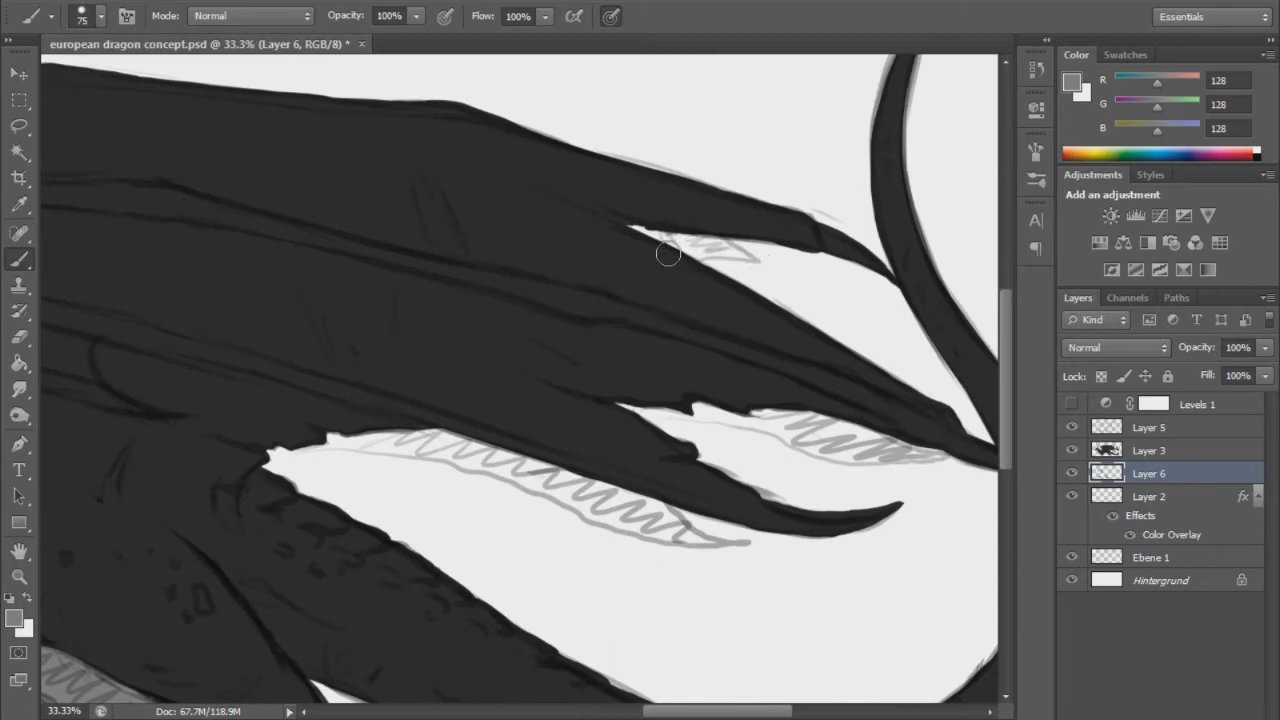 75 Mode: Normal Opacity: 100% Flow: 100% Essentials
european dragon concept.psd @ 33.3% (Layer 6, RGB/8) * ×
Color Swatches
R 128
G 128
B 128
Adjustments Styles
Add an adjustment
Layers Channels Paths
Kind
Normal Opacity: 100%
Lock: Fill: 100%
Levels 1
Layer 5
Layer 3
Layer 6
Layer 2 fx
Effects
Color Overlay
Ebene 1
Hintergrund
33.33% Doc: 67.7M/118.9M